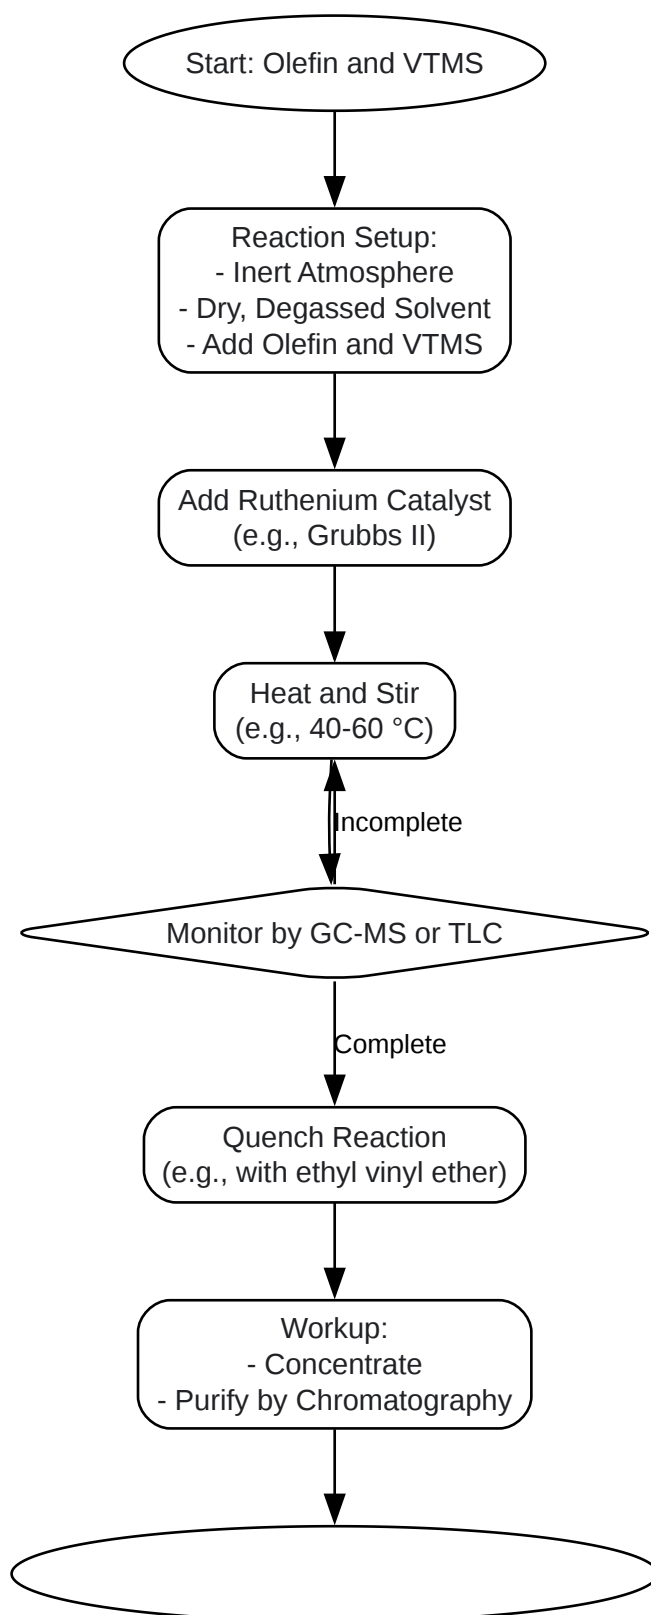 Start: Olefin and VTMS
Reaction Setup:
- Inert Atmosphere
- Dry, Degassed Solvent
- Add Olefin and VTMS
Add Ruthenium Catalyst
(e.g., Grubbs II)
Heat and Stir
(e.g., 40-60 °C)
Incomplete
Monitor by GC-MS or TLC
Complete
Quench Reaction
(e.g., with ethyl vinyl ether)
Workup:
- Concentrate
- Purify by Chromatography